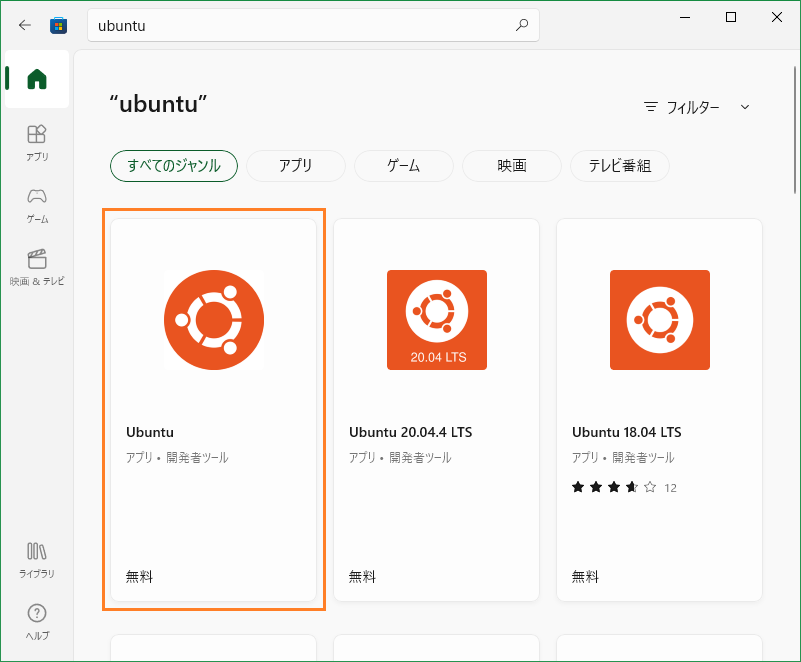 ubuntu
“ubuntu”
フィルター
すべてのジャンル
アプリ
ゲーム
映画
テレビ番組
アプリ
ゲーム
映画 & テレビ
ライブラリ
ヘルプ
Ubuntu
アプリ • 開発者ツール
無料
20.04 LTS
Ubuntu 20.04.4 LTS
アプリ • 開発者ツール
無料
Ubuntu 18.04 LTS
アプリ • 開発者ツール
12
無料